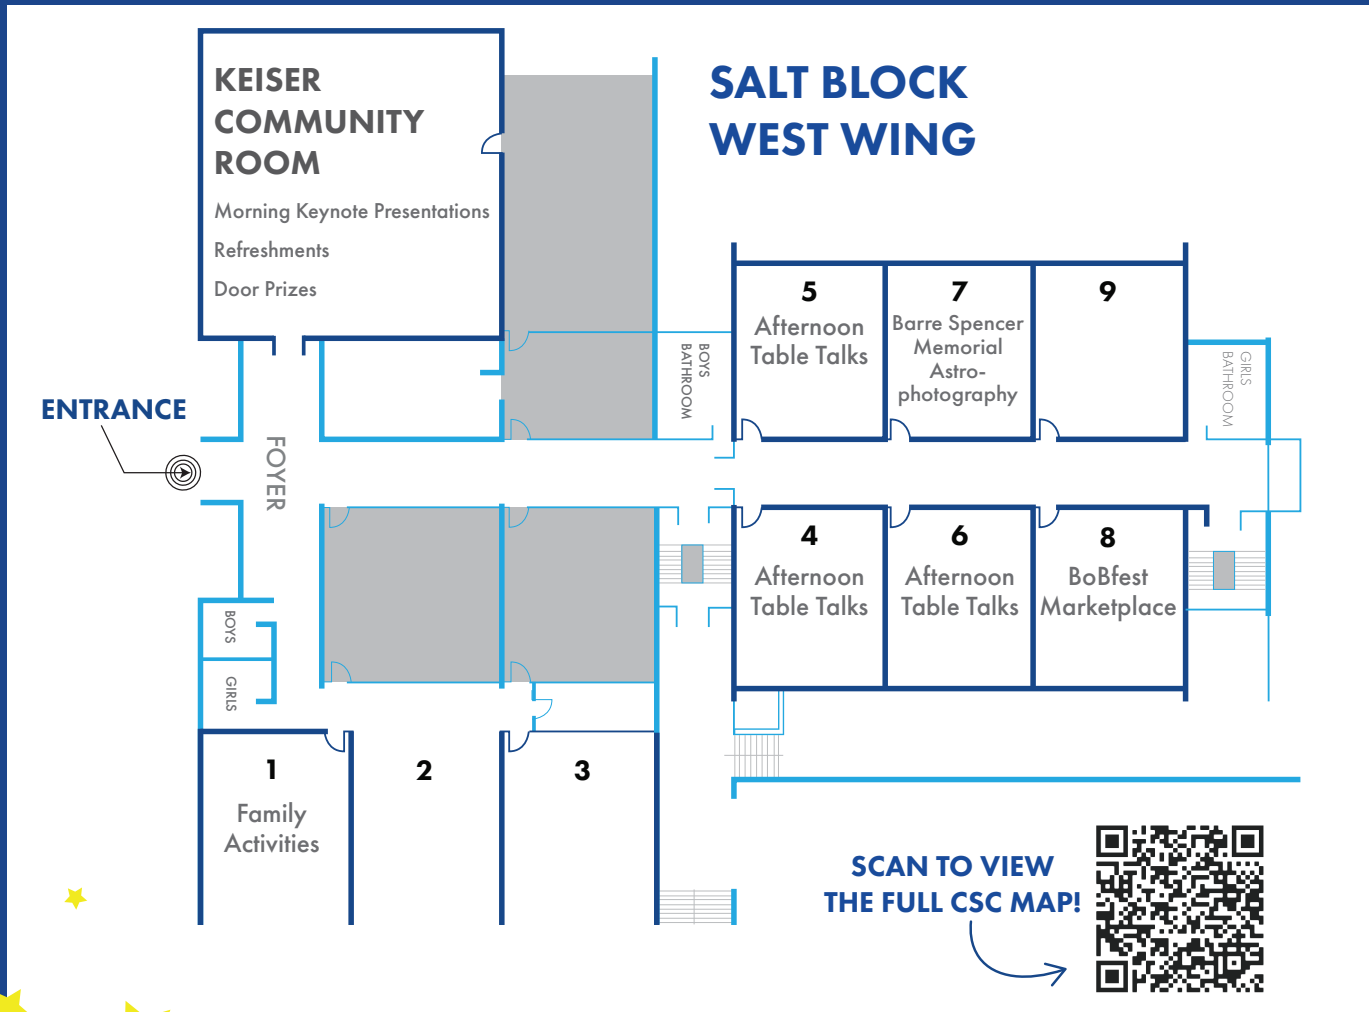 SALT BLOCK
WEST WING
KEISER
COMMUNITY
ROOM
Morning Keynote Presentations
Refreshments
Door Prizes
ENTRANCE
FOYER
BOYS
BATHROOM
5
Afternoon
Table Talks
7
Barre Spencer
Memorial
Astro-
photography
9
GIRLS
BATHROOM
4
Afternoon
Table Talks
6
Afternoon
Table Talks
8
BoBfest
Marketplace
BOYS
GIRLS
1
Family
Activities
2
3
SCAN TO VIEW
THE FULL CSC MAP!